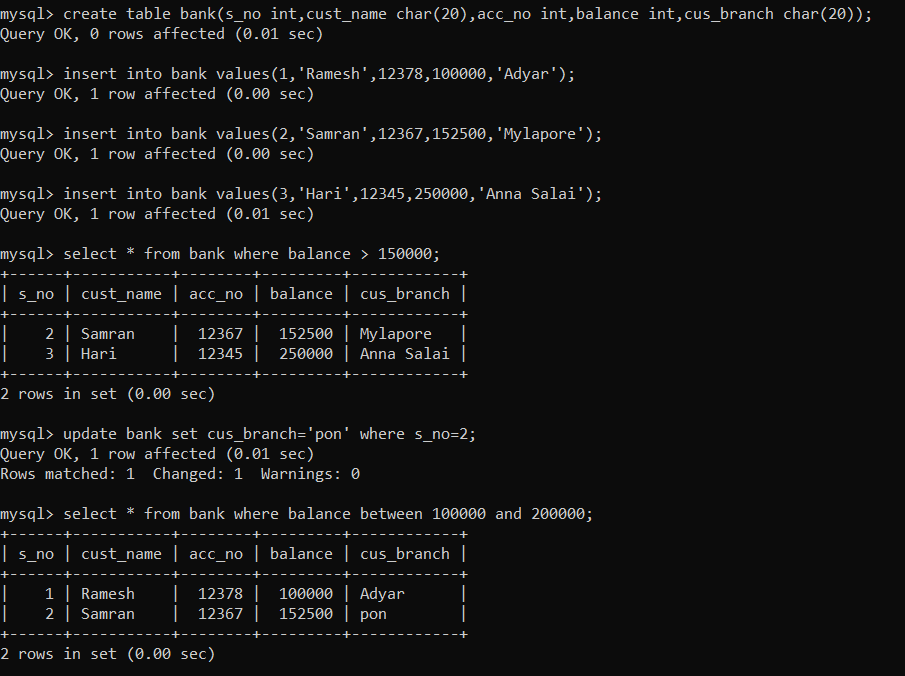 mysql> create table bank(s_no int,cust_name char(20),acc_no int,balance int,cus_branch char(20));
Query OK, 0 rows affected (0.01 sec)
mysql> insert into bank values(1,'Ramesh',12378,100000,'Adyar');
Query OK, 1 row affected (0.00 sec)
mysql> insert into bank values(2,'Samran',12367,152500,'Mylapore');
Query OK, 1 row affected (0.00 sec)
mysql> insert into bank values(3,'Hari',12345,250000,'Anna Salai');
Query OK, 1 row affected (0.01 sec)
mysql> select * from bank where balance > 150000;
+------+-----------+--------+---------+------------+
| s_no | cust_name | acc_no | balance | cus_branch |
+------+-----------+--------+---------+------------+
|    2 | Samran    |  12367 |  152500 | Mylapore   |
|    3 | Hari      |  12345 |  250000 | Anna Salai |
+------+-----------+--------+---------+------------+
2 rows in set (0.00 sec)
mysql> update bank set cus_branch='pon' where s_no=2;
Query OK, 1 row affected (0.01 sec)
Rows matched: 1  Changed: 1  Warnings: 0
mysql> select * from bank where balance between 100000 and 200000;
+------+-----------+--------+---------+------------+
| s_no | cust_name | acc_no | balance | cus_branch |
+------+-----------+--------+---------+------------+
|    1 | Ramesh    |  12378 |  100000 | Adyar      |
|    2 | Samran    |  12367 |  152500 | pon        |
+------+-----------+--------+---------+------------+
2 rows in set (0.00 sec)